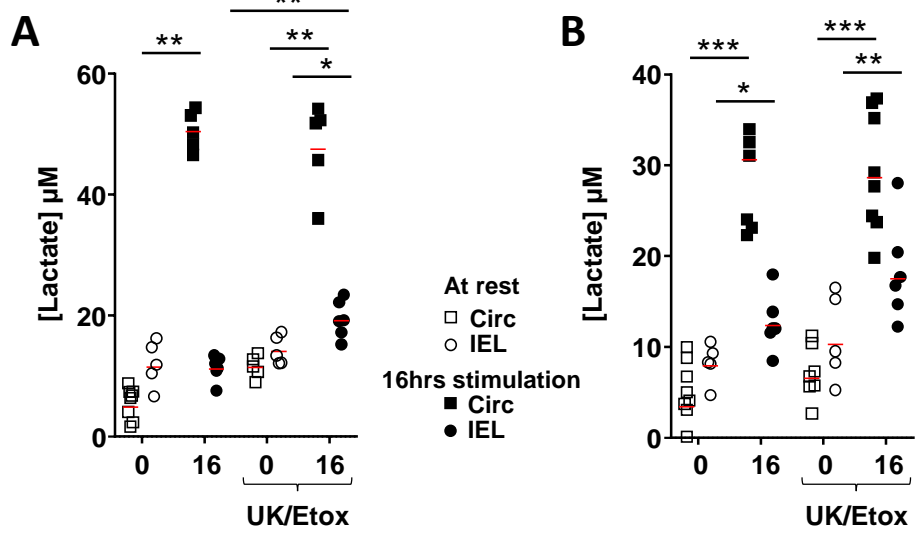 A
**
**
**
*
60
40
20
0
[Lactate] µM
0 16 0 16
UK/Etox
At rest
Circ
IEL
16hrs stimulation
Circ
IEL
B
***
*
***
**
40
30
20
10
0
[Lactate] µM
0 16 0 16
UK/Etox